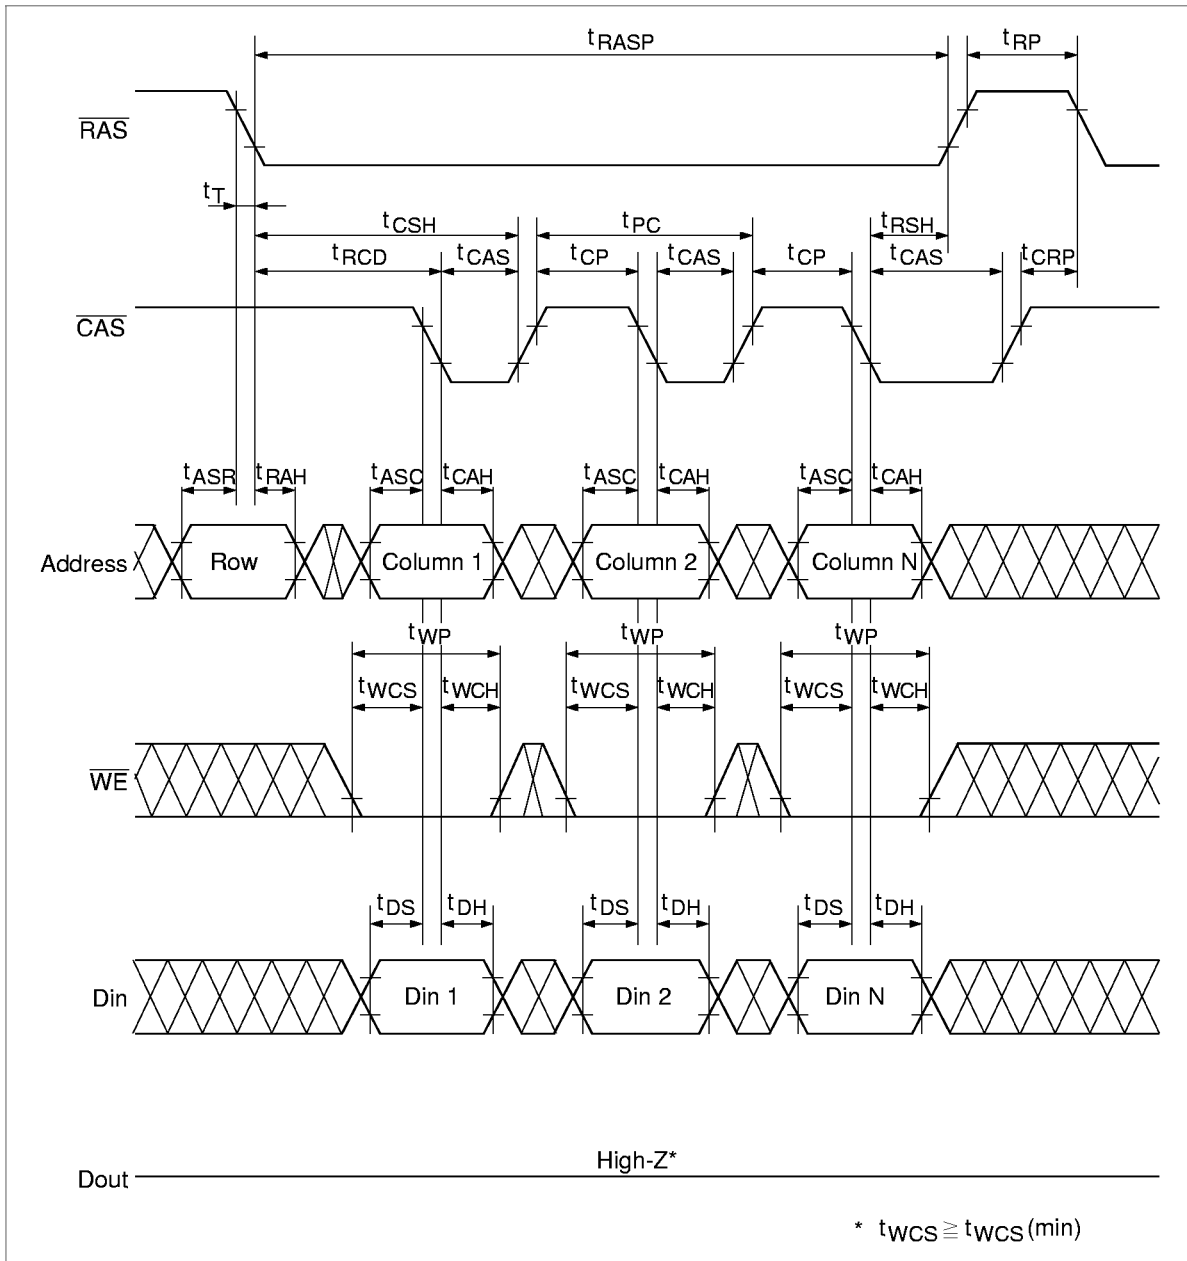 tRASP tRP
RAS
tT
tCSH tPC tRSH
tRCD tCAS tCP tCAS tCP tCAS tCRP
CAS
tASR tRAH tASC tCAH tASC tCAH tASC tCAH
Address Row Column 1 Column 2 Column N
tWP tWP tWP
tWCS tWCH tWCS tWCH tWCS tWCH
WE
tDS tDH tDS tDH tDS tDH
Din Din 1 Din 2 Din N
High-Z*
Dout
* tWCS ≧ tWCS (min)